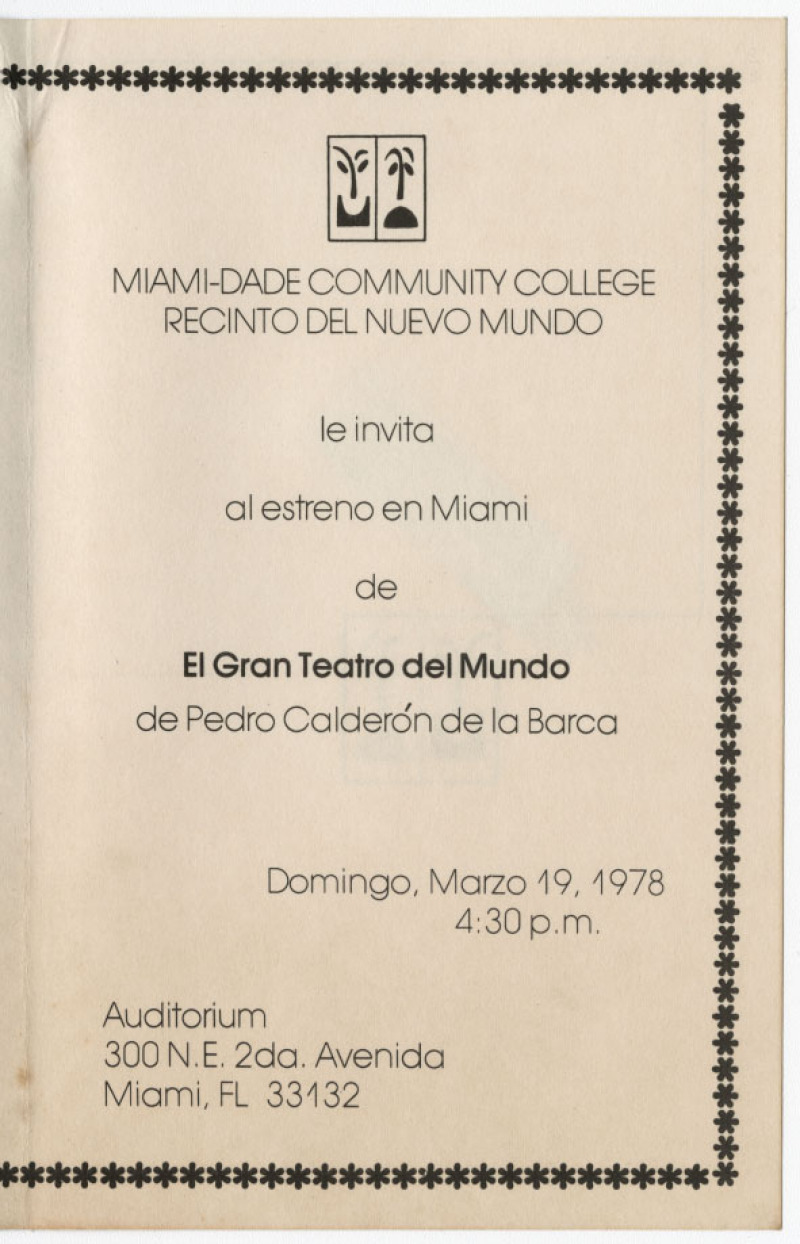 MIAMI-DADE COMMUNITY COLLEGE
RECINTO DEL NUEVO MUNDO
le invita
al estreno en Miami
de
El Gran Teatro del Mundo
de Pedro Calderón de la Barca
Domingo, Marzo 19, 1978
4:30 p.m.
Auditorium
300 N.E. 2da. Avenida
Miami, FL 33132